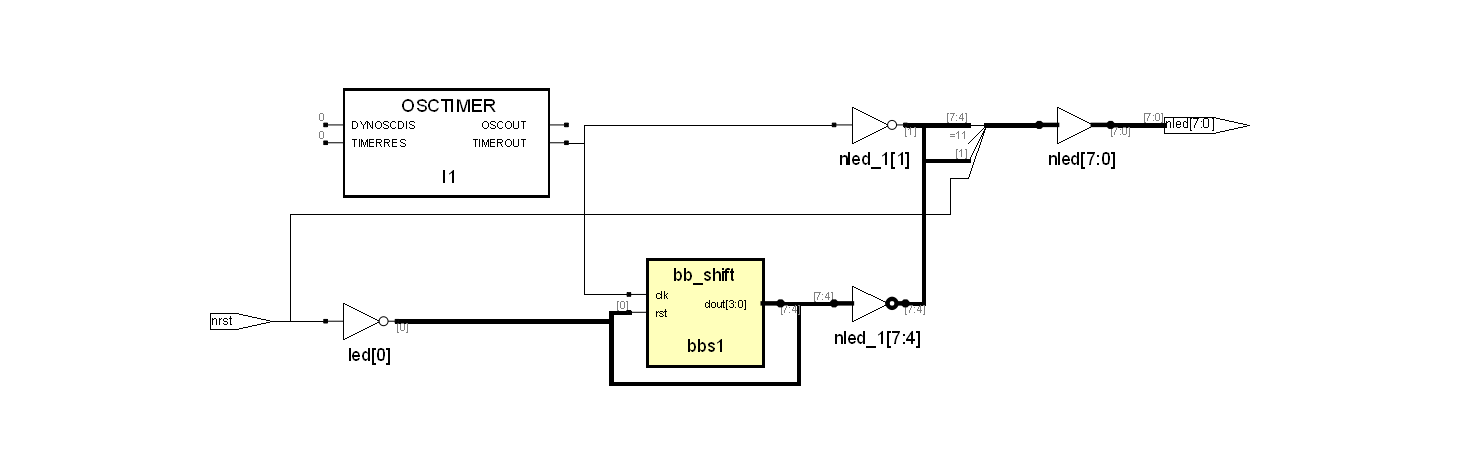 OSCTIMER
0
DYNOSCDIS
OSCOUT
0
TIMERRES
TIMEROUT
I1
[1]
nled_1[1]
[7:4]
=11
[1]
nled[7:0]
[7:0]
[7:0]
nled[7:0]
bb_shift
clk
[0]
rst
dout[3:0]
bbs1
[7:4]
[7:4]
[7:4]
nled_1[7:4]
nrst
[0]
led[0]